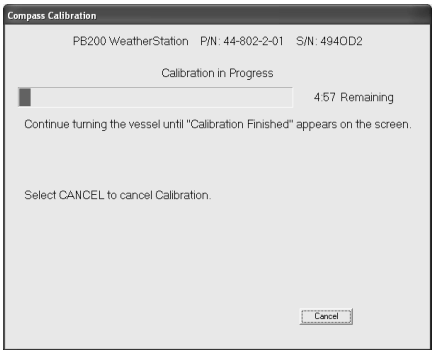 Compass Calibration
PB200 WeatherStation P/N: 44-802-2-01 S/N: 494OD2
Calibration in Progress
4:57 Remaining
Continue turning the vessel until "Calibration Finished" appears on the screen.
Select CANCEL to cancel Calibration.
Cancel